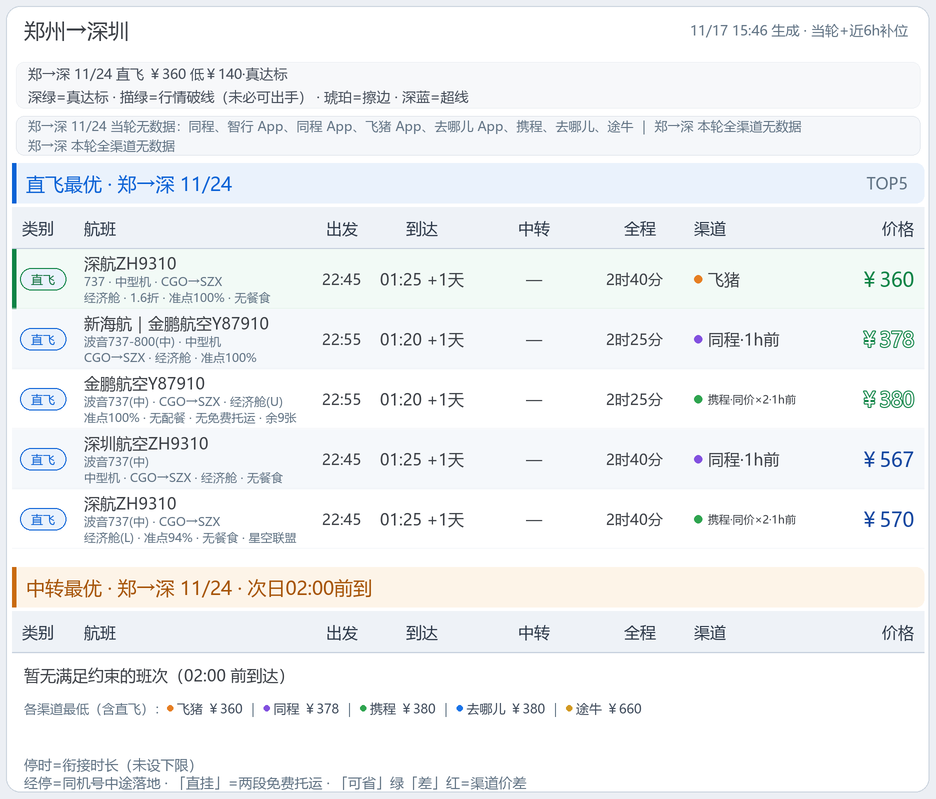 郑州→深圳
11/17 15:46 生成 · 当轮+近6h补位
郑→深 11/24 直飞 ￥360 低￥140·真达标
深绿=真达标 · 描绿=行情破线（未必可出手） · 琥珀=擦边 · 深蓝=超线
郑→深 11/24 当轮无数据：同程、智行 App、同程 App、飞猪 App、去哪儿 App、携程、去哪儿、途牛 ｜ 郑→深 本轮全渠道无数据
郑→深 本轮全渠道无数据
直飞最优 · 郑→深 11/24
TOP5
类别 航班 出发 到达 中转 全程 渠道 价格
深航ZH9310
直飞 737 · 中型机 · CGO→SZX 22:45 01:25 +1天 — 2时40分 飞猪 ￥360
经济舱 · 1.6折 · 准点100% · 无餐食
新海航｜金鹏航空Y87910
直飞 波音737-800(中) · 中型机 22:55 01:20 +1天 — 2时25分 同程·1h前 ￥378
CGO→SZX · 经济舱 · 准点100%
金鹏航空Y87910
直飞 波音737(中) · CGO→SZX · 经济舱(U) 22:55 01:20 +1天 — 2时25分 携程·同价×2·1h前 ￥380
准点100% · 无配餐 · 无免费托运 · 余9张
深圳航空ZH9310
直飞 波音737(中) 22:45 01:25 +1天 — 2时40分 同程·1h前 ￥567
中型机 · CGO→SZX · 经济舱 · 无餐食
深航ZH9310
直飞 波音737(中) · CGO→SZX 22:45 01:25 +1天 — 2时40分 携程·同价×2·1h前 ￥570
经济舱(L) · 准点94% · 无餐食 · 星空联盟
中转最优 · 郑→深 11/24 · 次日02:00前到
类别 航班 出发 到达 中转 全程 渠道 价格
暂无满足约束的班次（02:00 前到达）
各渠道最低（含直飞）： 飞猪 ￥360 ｜ 同程 ￥378 ｜ 携程 ￥380 ｜ 去哪儿 ￥380 ｜ 途牛 ￥660
停时=衔接时长（未设下限）
经停=同机号中途落地 · 「直挂」=两段免费托运 · 「可省」绿「差」红=渠道价差